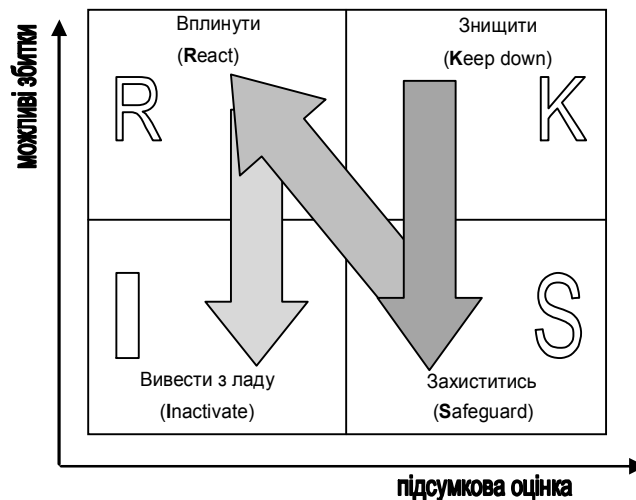 можливі збитки
Вплинути
(React)
R
Знищити
(Keep down)
K
I
Вивести з ладу
(Inactivate)
S
Захиститись
(Safeguard)
підсумкова оцінка